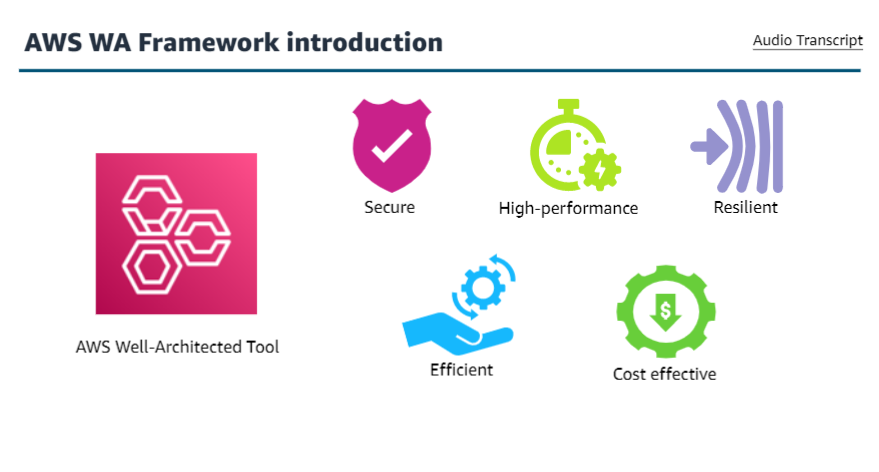 AWS WA Framework introduction
Audio Transcript
Secure
High-performance
Resilient
AWS Well-Architected Tool
Efficient
Cost effective
$